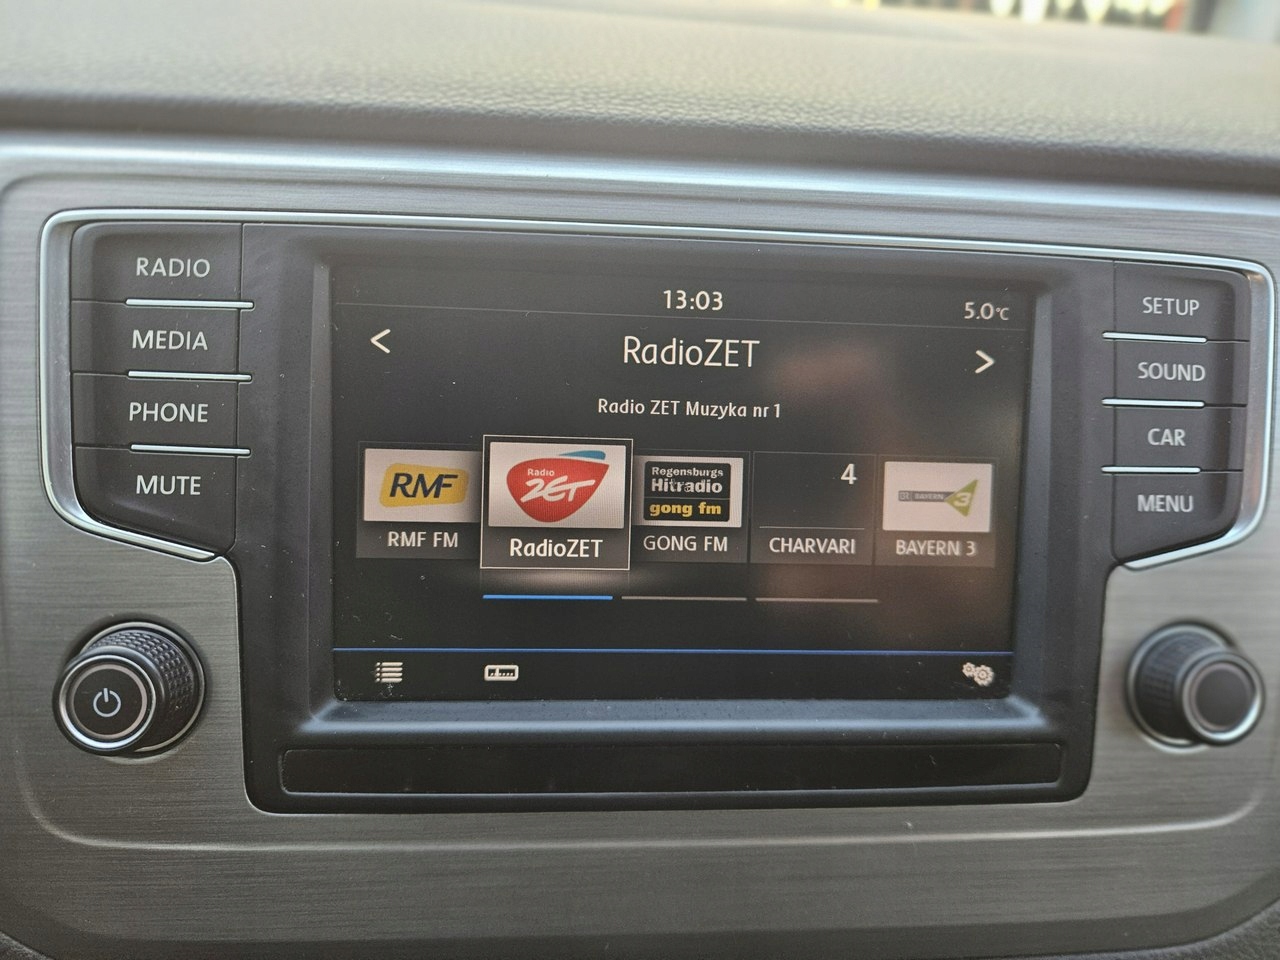 RADIO
MEDIA
PHONE
MUTE
13:03
5.0°C
<
RadioZET
>
Radio ZET Muzyka nr 1
RMF
RMF FM
Radio
ZET
RadioZET
Regensburgs
Hitradio
gong fm
GONG FM
4
CHARVARI
BR BAYERN 3
BAYERN 3
SETUP
SOUND
CAR
MENU